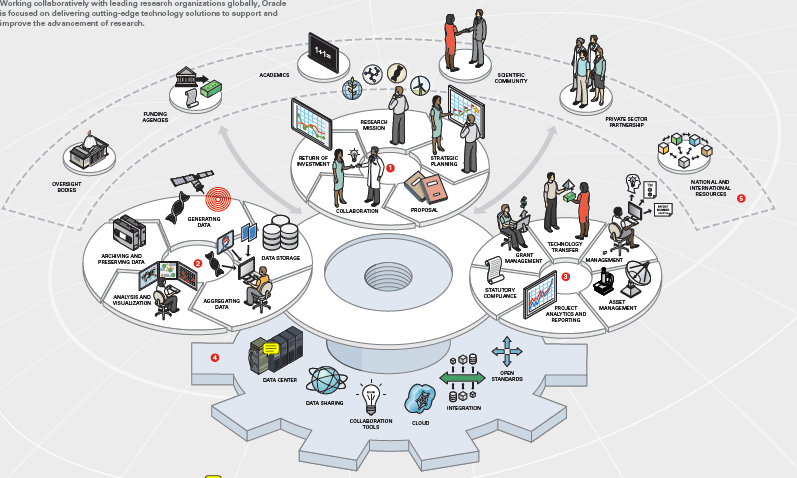 Working collaboratively with leading research organizations globally, Oracle
is focused on delivering cutting-edge technology solutions to support and
improve the advancement of research.
ACADEMICS
1+1=
SCIENTIFIC
COMMUNITY
FUNDING
AGENCIES
PRIVATE SECTOR
PARTNERSHIP
OVERSIGHT
BODIES
NATIONAL AND
INTERNATIONAL
RESOURCES
5
RESEARCH
MISSION
RETURN OF
INVESTMENT
1
STRATEGIC
PLANNING
COLLABORATION
PROPOSAL
GENERATING
DATA
ARCHIVING AND
PRESERVING DATA
2
DATA STORAGE
ANALYSIS AND
VISUALIZATION
AGGREGATING
DATA
$
TECHNOLOGY
TRANSFER
GRANT
MANAGEMENT
IP
MANAGEMENT
STATUTORY
COMPLIANCE
3
PROJECT
ANALYTICS AND
REPORTING
ASSET
MANAGEMENT
4
DATA CENTER
DATA SHARING
COLLABORATION
TOOLS
CLOUD
INTEGRATION
OPEN
STANDARDS